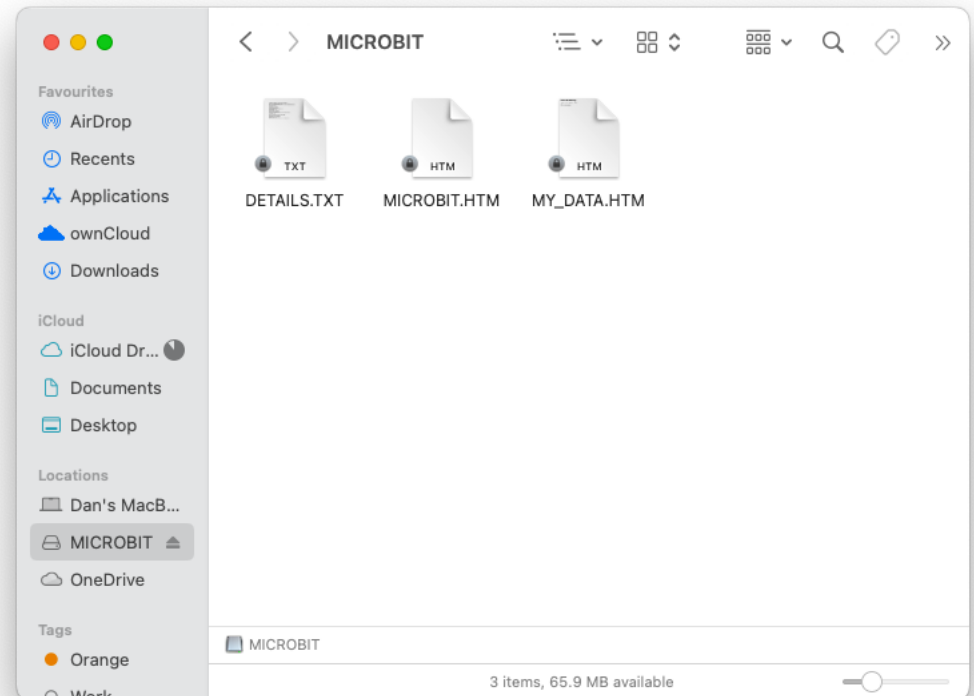 MICROBIT
Favourites
AirDrop
Recents
Applications
ownCloud
Downloads
iCloud
iCloud Dr...
Documents
Desktop
Locations
Dan's MacB...
MICROBIT
OneDrive
Tags
Orange
Work
TXT
HTM
HTM
DETAILS.TXT
MICROBIT.HTM
MY_DATA.HTM
MICROBIT
3 items, 65.9 MB available